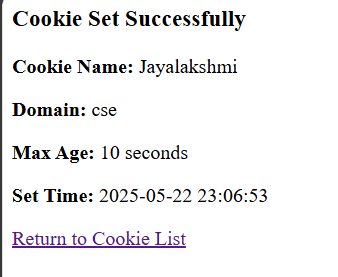 Cookie Set Successfully
Cookie Name: Jayalakshmi
Domain: cse
Max Age: 10 seconds
Set Time: 2025-05-22 23:06:53
Return to Cookie List